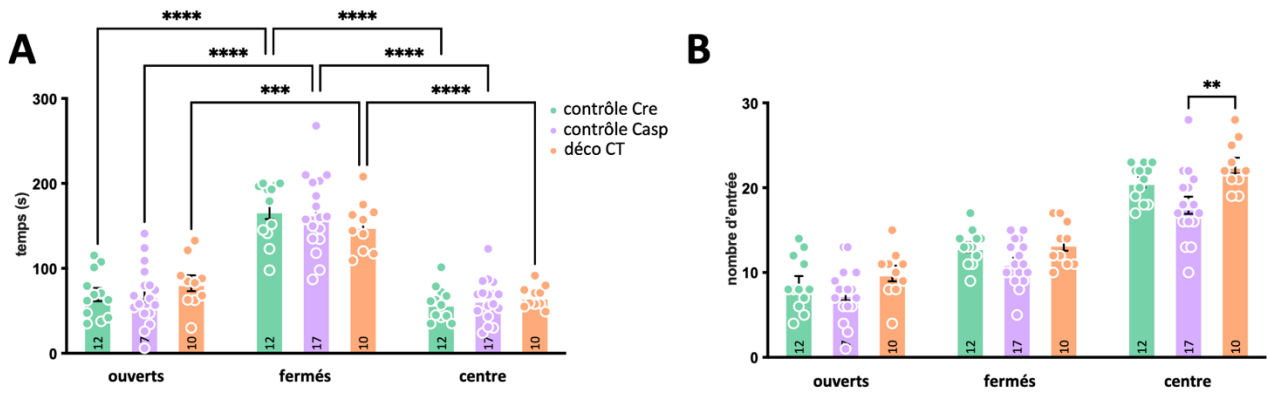 A
**** ****
**** ****
*** ****
contrôle Cre
contrôle Casp
déco CT
temps (s)
300
200
100
0
12 17 10
12 17 10
12 17 10
ouverts fermés centre
B
**
nombre d'entrée
30
20
10
0
12
10
12 17 10
12 17 10
ouverts fermés centre